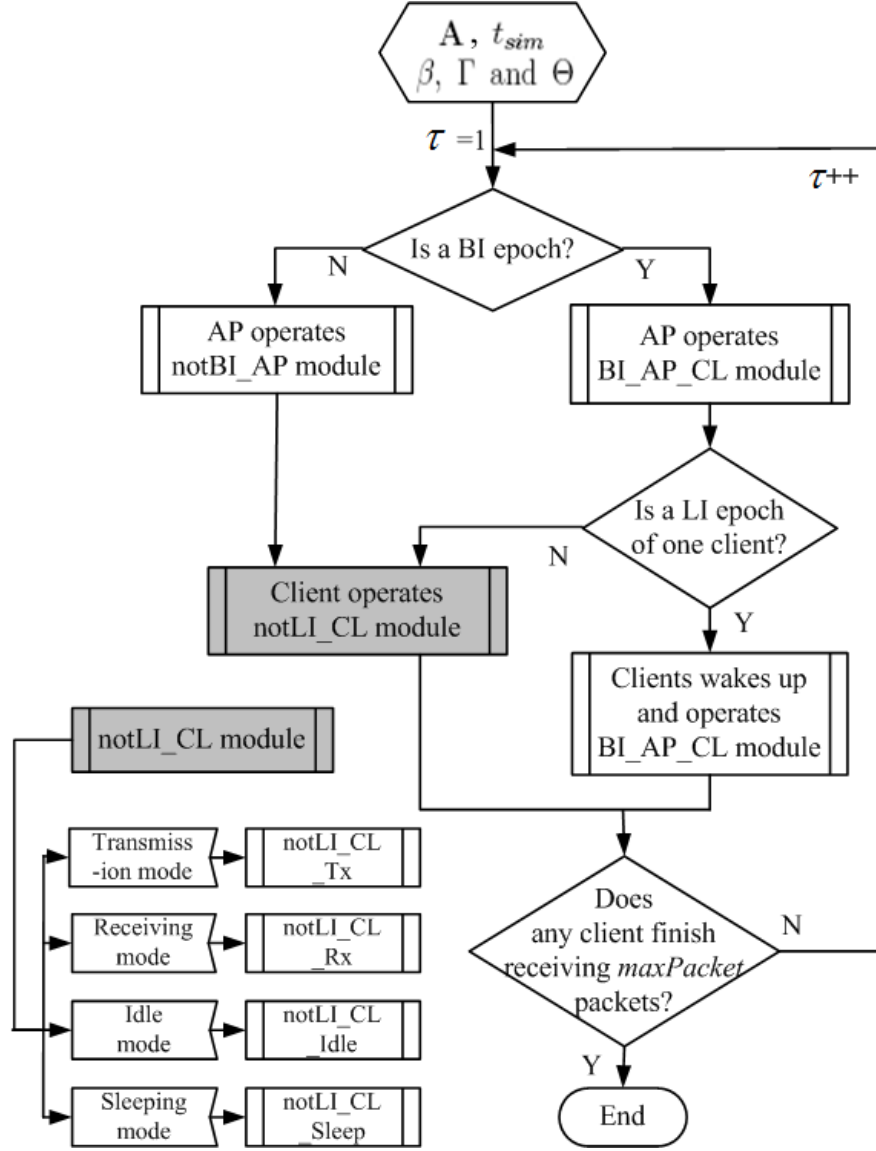 A , t_sim
β, Γ and Θ
τ =1
τ++
Is a BI epoch?
N
Y
AP operates
notBI_AP module
AP operates
BI_AP_CL module
Is a LI epoch
of one client?
N
Y
Client operates
notLI_CL module
Clients wakes up
and operates
BI_AP_CL module
notLI_CL module
Transmiss
-ion mode
notLI_CL
_Tx
Receiving
mode
notLI_CL
_Rx
Idle
mode
notLI_CL
_Idle
Sleeping
mode
notLI_CL
_Sleep
Does
any client finish
receiving maxPacket
packets?
N
Y
End